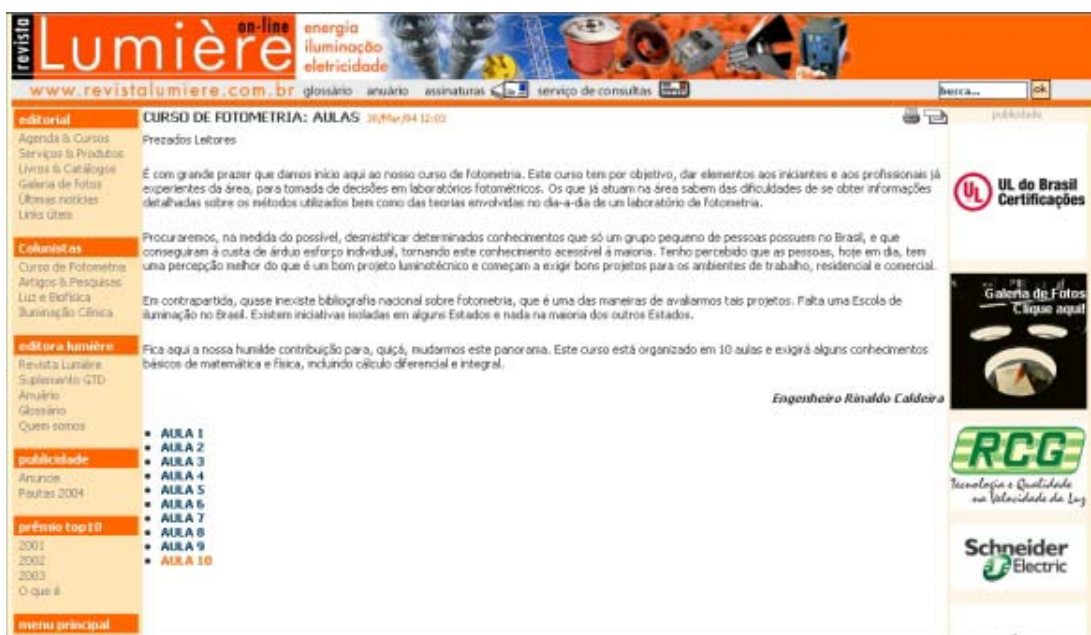 revista
Lumière
on-line
energia
iluminação
eletricidade
www.revistalumiere.com.br glossário anuário assinaturas serviço de consultas
busca... ok
editorial
Agenda & Cursos
Serviços & Produtos
Livros & Catálogos
Galeria de fotos
Últimas notícias
Links úteis
Colunistas
Curso de Fotometria
Artigos & Pesquisas
Luz e Biofísica
Iluminação Cênica
editora lumière
Revista Lumière
Suplemento GTD
Anuário
Glossário
Quem somos
publicidade
Anuncie
Pautas 2004
prêmio top10
2001
2002
2003
O que é
menu principal
CURSO DE FOTOMETRIA: AULAS 30/Mar/04 12:03
Prezados Leitores
É com grande prazer que damos início aqui ao nosso curso de fotometria. Este curso tem por objetivo, dar elementos aos iniciantes e aos profissionais já
experientes da área, para tomada de decisões em laboratórios fotométricos. Os que já atuam na área sabem das dificuldades de se obter informações
detalhadas sobre os métodos utilizados bem como das teorias envolvidas no dia-a-dia de um laboratório de fotometria.
Procuraremos, na medida do possível, desmistificar determinados conhecimentos que só um grupo pequeno de pessoas possuem no Brasil, e que
conseguiram à custa de árduo esforço individual, tornando este conhecimento acessível à maioria. Tenho percebido que as pessoas, hoje em dia, tem
uma percepção melhor do que é um bom projeto luminotécnico e começam a exigir bons projetos para os ambientes de trabalho, residencial e comercial.
Em contrapartida, quase inexiste bibliografia nacional sobre fotometria, que é uma das maneiras de avaliarmos tais projetos. Falta uma Escola de
iluminação no Brasil. Existem iniciativas isoladas em alguns Estados e nada na maioria dos outros Estados.
Fica aqui a nossa humilde contribuição para, quiçá, mudarmos este panorama. Este curso está organizado em 10 aulas e exigirá alguns conhecimentos
básicos de matemática e física, incluindo cálculo diferencial e integral.
Engenheiro Rinaldo Caldeira
• AULA 1
• AULA 2
• AULA 3
• AULA 4
• AULA 5
• AULA 6
• AULA 7
• AULA 8
• AULA 9
• AULA 10
publicidade
UL
UL do Brasil
Certificações
Galeria de Fotos
Clique aqui!
RCG
Tecnologia e Qualidade
na Velocidade da Luz
Schneider
Electric